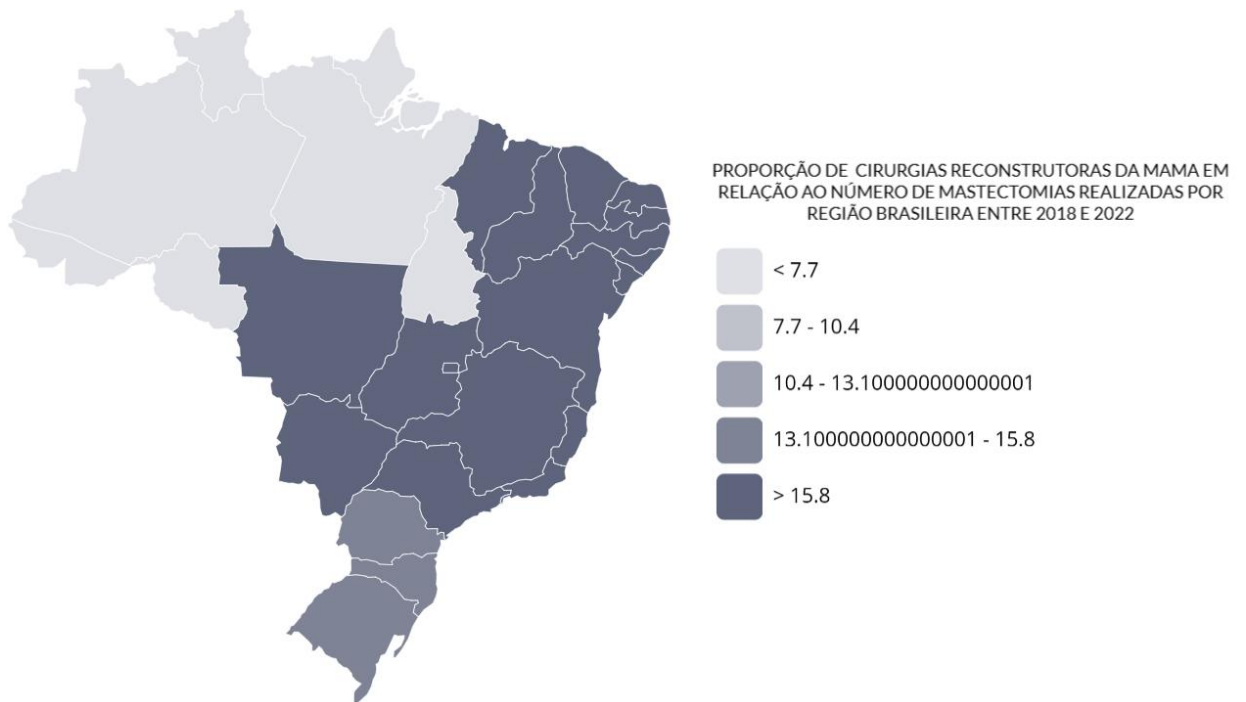 PROPORÇÃO DE CIRURGIAS RECONSTRUTORAS DA MAMA EM
RELAÇÃO AO NÚMERO DE MASTECTOMIAS REALIZADAS POR
REGIÃO BRASILEIRA ENTRE 2018 E 2022
< 7.7
7.7 - 10.4
10.4 - 13.100000000000001
13.100000000000001 - 15.8
> 15.8